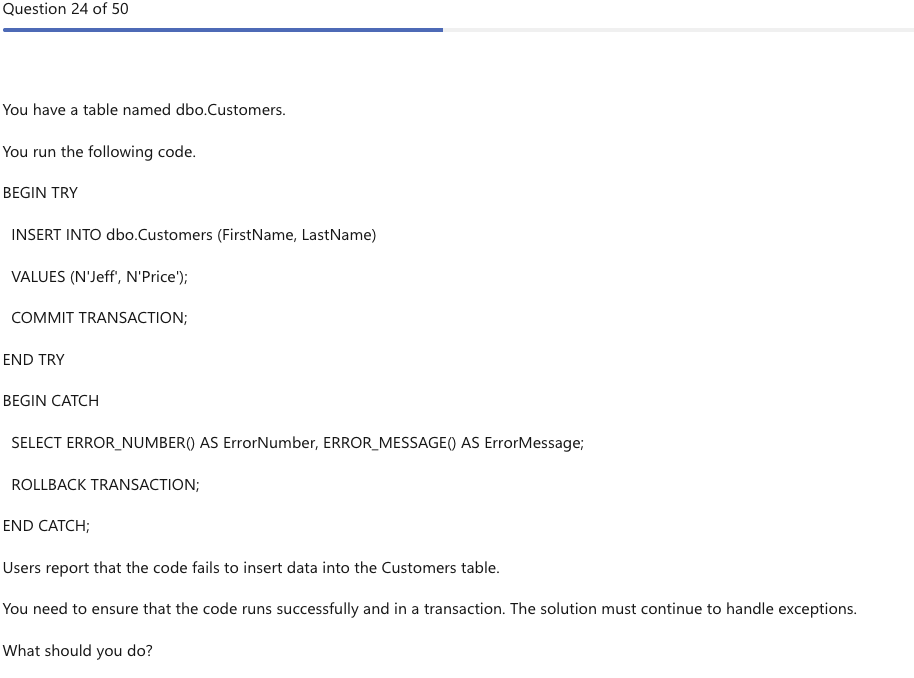 Question 24 of 50
You have a table named dbo.Customers.
You run the following code.
BEGIN TRY
INSERT INTO dbo.Customers (FirstName, LastName)
VALUES (N'Jeff', N'Price');
COMMIT TRANSACTION;
END TRY
BEGIN CATCH
SELECT ERROR_NUMBER() AS ErrorNumber, ERROR_MESSAGE() AS ErrorMessage;
ROLLBACK TRANSACTION;
END CATCH;
Users report that the code fails to insert data into the Customers table.
You need to ensure that the code runs successfully and in a transaction. The solution must continue to handle exceptions.
What should you do?